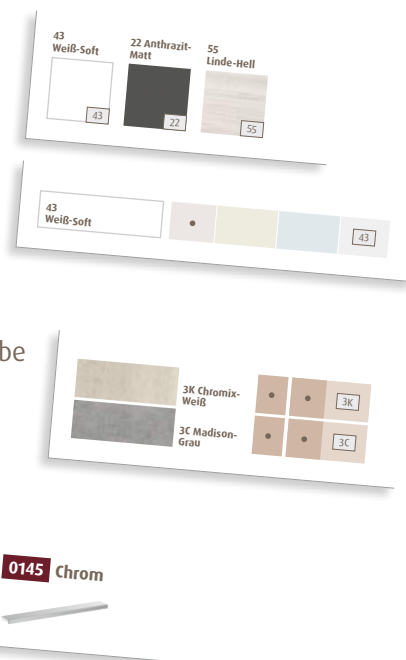 43
Weiß-Soft
22 Anthrazit-
Matt
55
Linde-Hell
43
22
55
43
Weiß-Soft
43
be
3K Chromix-
Weiß
3K
3C Madison-
Grau
3C
0145 Chrom